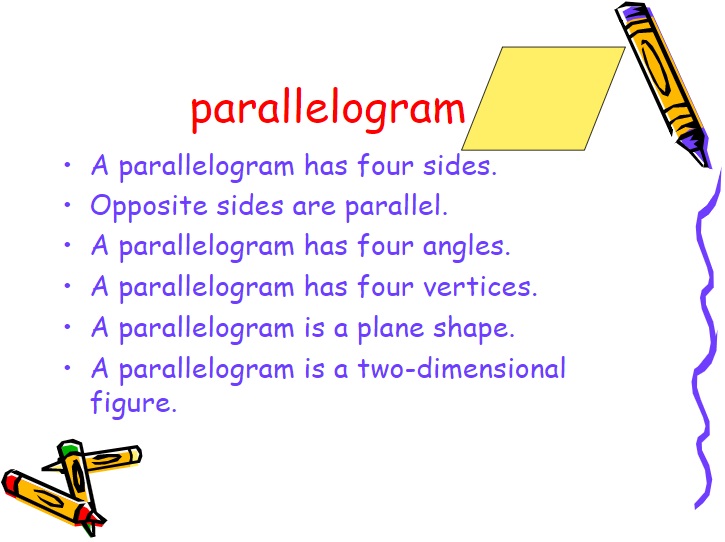 parallelogram
• A parallelogram has four sides.
• Opposite sides are parallel.
• A parallelogram has four angles.
• A parallelogram has four vertices.
• A parallelogram is a plane shape.
• A parallelogram is a two-dimensional
figure.